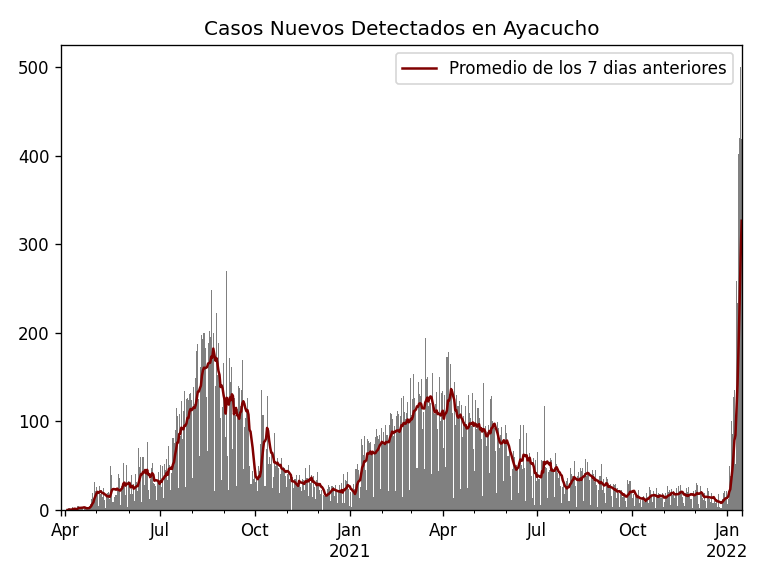 Casos Nuevos Detectados en Ayacucho
Promedio de los 7 dias anteriores
500
400
300
200
100
0
Apr Jul Oct Jan Apr Jul Oct Jan
2021 2022